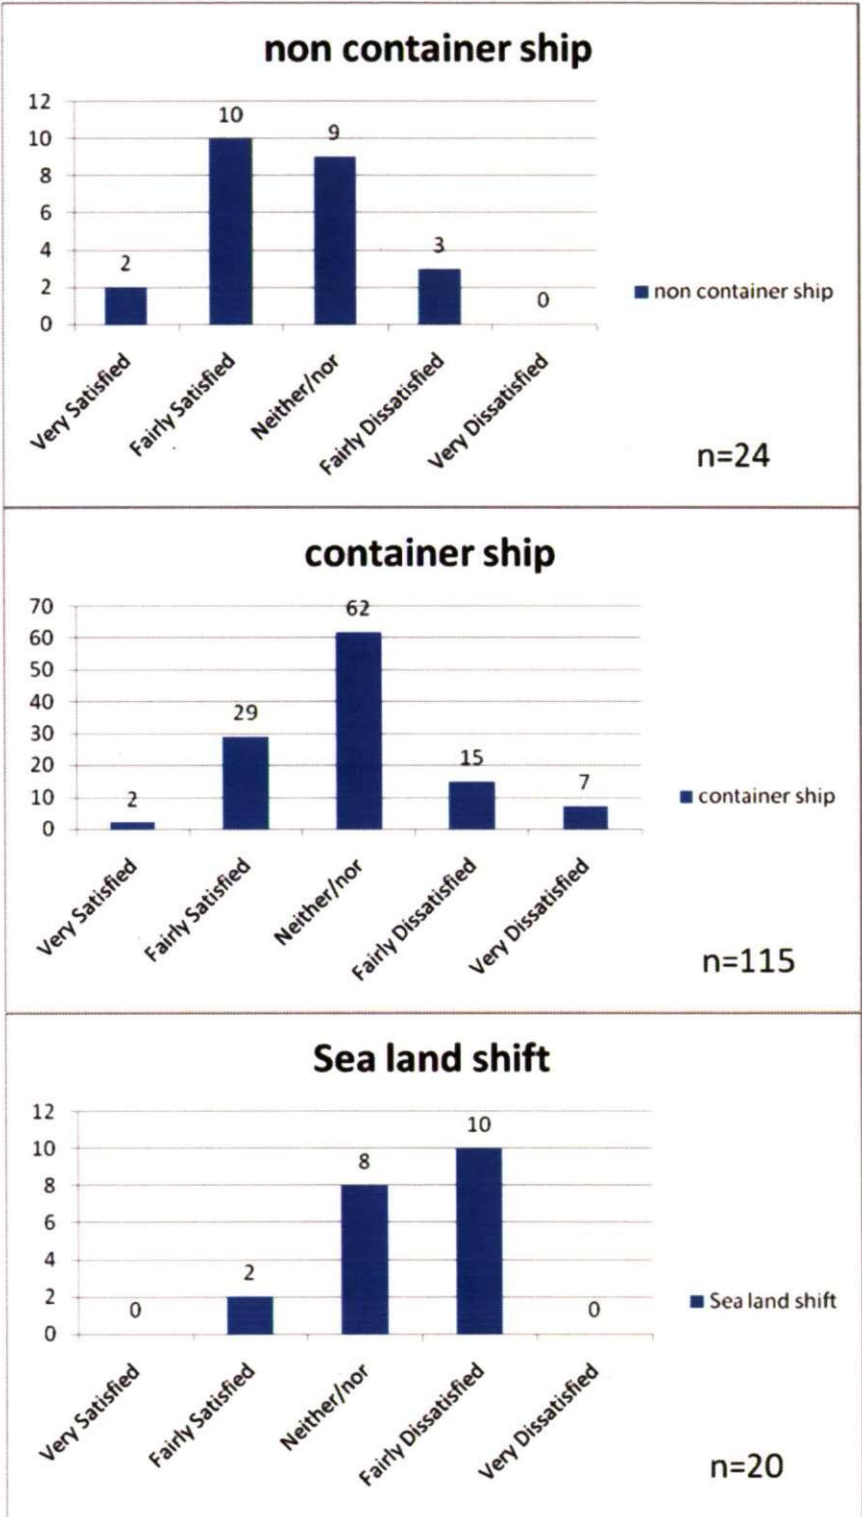 non container ship
12
10
8
6
4
2
0
2
10
9
3
0
Very Satisfied
Fairly Satisfied
Neither/nor
Fairly Dissatisfied
Very Dissatisfied
non container ship
n=24
container ship
70
60
50
40
30
20
10
0
2
29
62
15
7
Very Satisfied
Fairly Satisfied
Neither/nor
Fairly Dissatisfied
Very Dissatisfied
container ship
n=115
Sea land shift
12
10
8
6
4
2
0
0
2
8
10
0
Very Satisfied
Fairly Satisfied
Neither/nor
Fairly Dissatisfied
Very Dissatisfied
Sea land shift
n=20